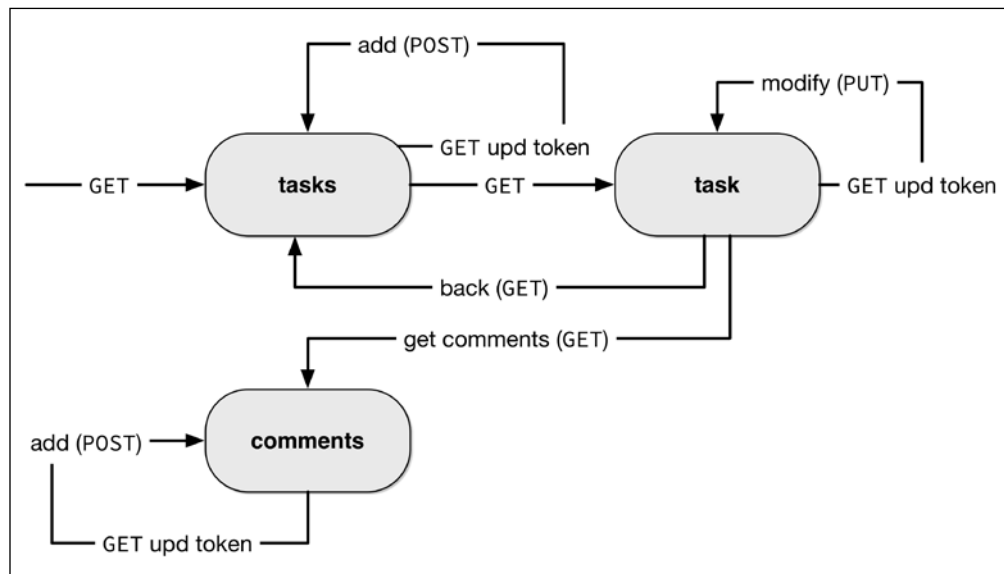 add (POST)
modify (PUT)
GET upd token
GET
tasks
GET
task
GET upd token
back (GET)
get comments (GET)
add (POST)
comments
GET upd token